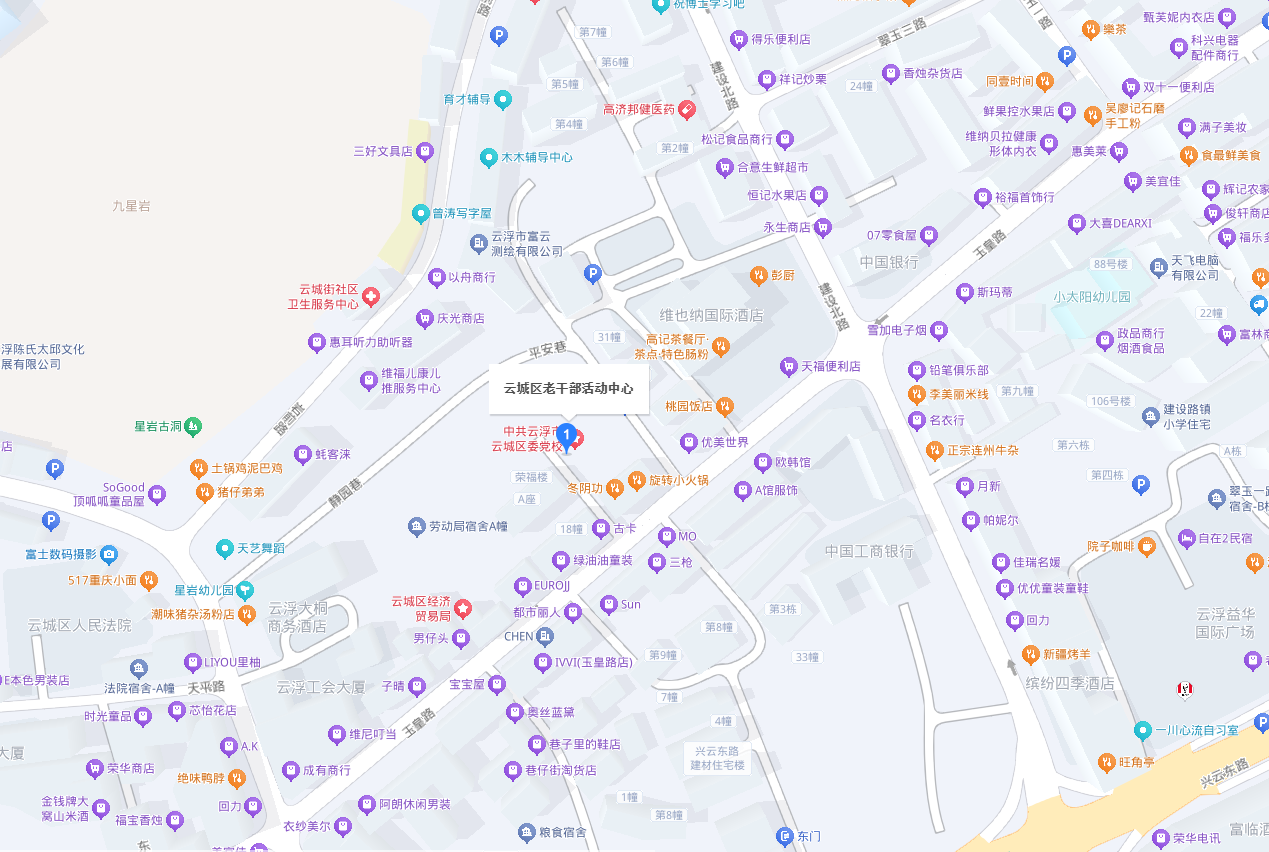 祝博士学习吧
甄芙妮内衣店
樂茶
第7幢
得乐便利店
翠玉三路
科兴电器
配件商行
第6幢
建设北路
祥记炒栗
香烛杂货店
同壹时间
第5幢
24幢
双十一便利店
育才辅导
高济邦健医药
鲜果控水果店
吴廖记石磨
手工粉
第4幢
满子美妆
松记食品商行
维纳贝拉健康
形体内衣
三好文具店
木木辅导中心
第2幢
惠美莱
食最鲜美食
合意生鲜超市
美宜佳
恒记水果店
裕福首饰行
辉记农家
九星岩
曾涛写字屋
俊轩商店
永生商店
大喜DEARXI
07零食屋
云浮市富云
测绘有限公司
玉皇路
福乐多
中国银行
88号楼
天飞电脑
有限公司
以舟商行
彭厨
云城街社区
卫生服务中心
斯玛蒂
小太阳幼儿园
建设北路
维也纳国际酒店
22幢
庆光商店
雪加电子烟
31幢
高记茶餐厅·
茶点·特色肠粉
政品商行
烟酒食品
富林商
惠耳听力助听器
浮陈氏太邱文化
展有限公司
平安巷
天福便利店
铅笔俱乐部
维福儿康儿
推服务中心
云城区老干部活动中心
李美丽米线
第九幢
106号楼
桃园饭店
建设路镇
小学住宅
名衣行
星岩古洞
中共云浮市
云城区委党校
优美世界
第六栋
店
蚝客涞
正宗连州牛杂
A栋
土锅鸡泥巴鸡
欧韩馆
第四栋
荣福楼
旋转小火锅
SoGood
顶呱呱童品屋
猪仔弟弟
静园巷
冬阴功
A馆服饰
月新
翠玉一路
A座
劳动局宿舍A幢
18幢
古卡
帕妮尔
MO
自在2民宿
富士数码摄影
天艺舞蹈
院子咖啡
中国工商银行
绿油油童装
三枪
佳瑞名媛
517重庆小面
星岩幼儿园
EUROJJ
优优童装童鞋
云城区经济
贸易局
Sun
潮味猪杂汤粉店
云浮大桐
商务酒店
都市丽人
第3栋
回力
云浮益华
国际广场
云城区人民法院
男仔头
CHEN
第8幢
新疆烤羊
LIYOU里柚
IVVI(玉皇路店)
第9幢
33幢
E本色男装店
法院宿舍-A幢
天平路
云浮工会大厦
子晴
宝宝屋
缤纷四季酒店
7幢
时光童品
芯怡花店
奥丝蓝黛
玉皇路
4幢
维尼叮当
一川心流自习室
A.K
巷子里的鞋店
大厦
兴云东路
建材住宅楼
荣华商店
绝味鸭脖
成有商行
巷仔街淘货店
旺角亭
兴云东路
金钱牌大
窝山米酒
回力
阿朗休闲男装
1幢
福宝香烛
衣纱美尔
第8幢
粮食宿舍
东门
荣华电讯
富临酒
东